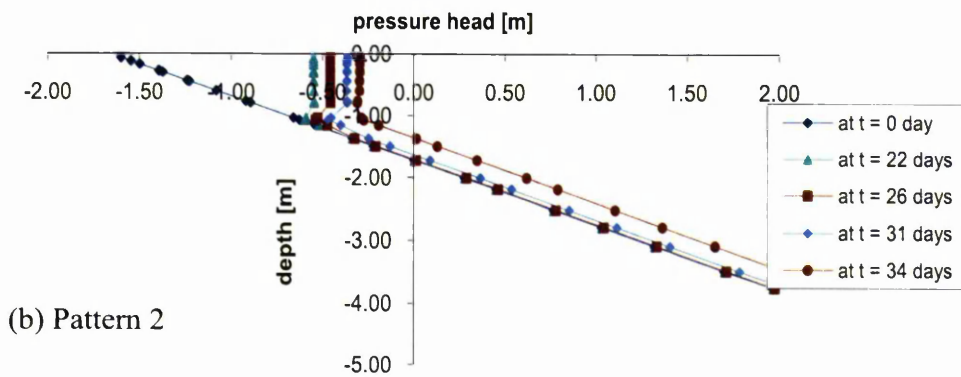 pressure head [m]
0.00
-2.00 -1.50 -1.00 -0.50 0.00 0.50 1.00 1.50 2.00
-1.00
-2.00
-3.00
-4.00
-5.00
depth [m]
at t = 0 day
at t = 22 days
at t = 26 days
at t = 31 days
at t = 34 days
(b) Pattern 2